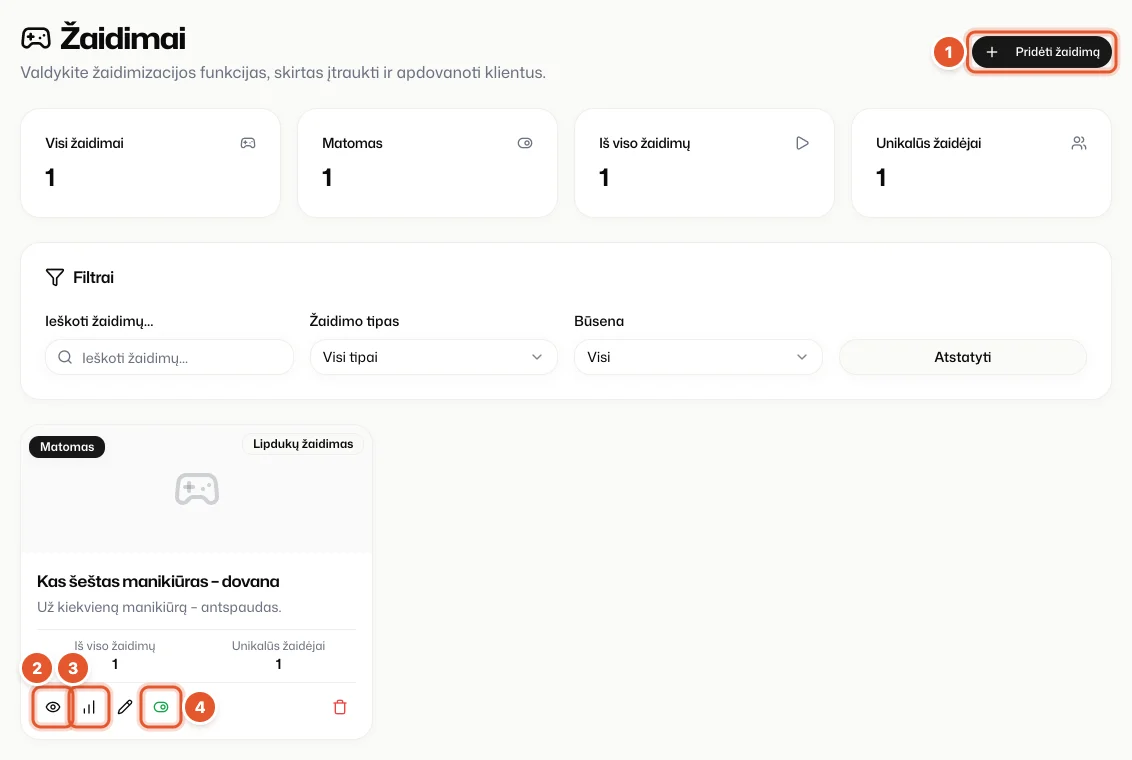 Žaidimai
Valdykite žaidimizacijos funkcijas, skirtas įtraukti ir apdovanoti klientus.
1
Pridėti žaidimą
Visi žaidimai
1
Matomas
1
Iš viso žaidimų
1
Unikalūs žaidėjai
1
Filtrai
Ieškoti žaidimų...
Ieškoti žaidimų...
Žaidimo tipas
Visi tipai
Būsena
Visi
Atstatyti
Matomas
Lipdukų žaidimas
Kas šeštas manikiūras – dovana
Už kiekvieną manikiūrą – antspaudas.
Iš viso žaidimų
1
Unikalūs žaidėjai
1
2
3
4